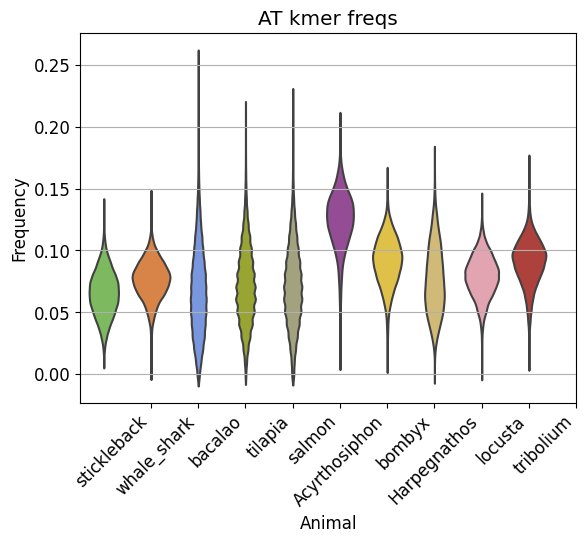 AT kmer freqs
Frequency
0.25
0.20
0.15
0.10
0.05
0.00
stickleback
whale_shark
bacalao
tilapia
salmon
Acyrthosiphon
bombyx
Harpegnathos
locusta
tribolium
Animal